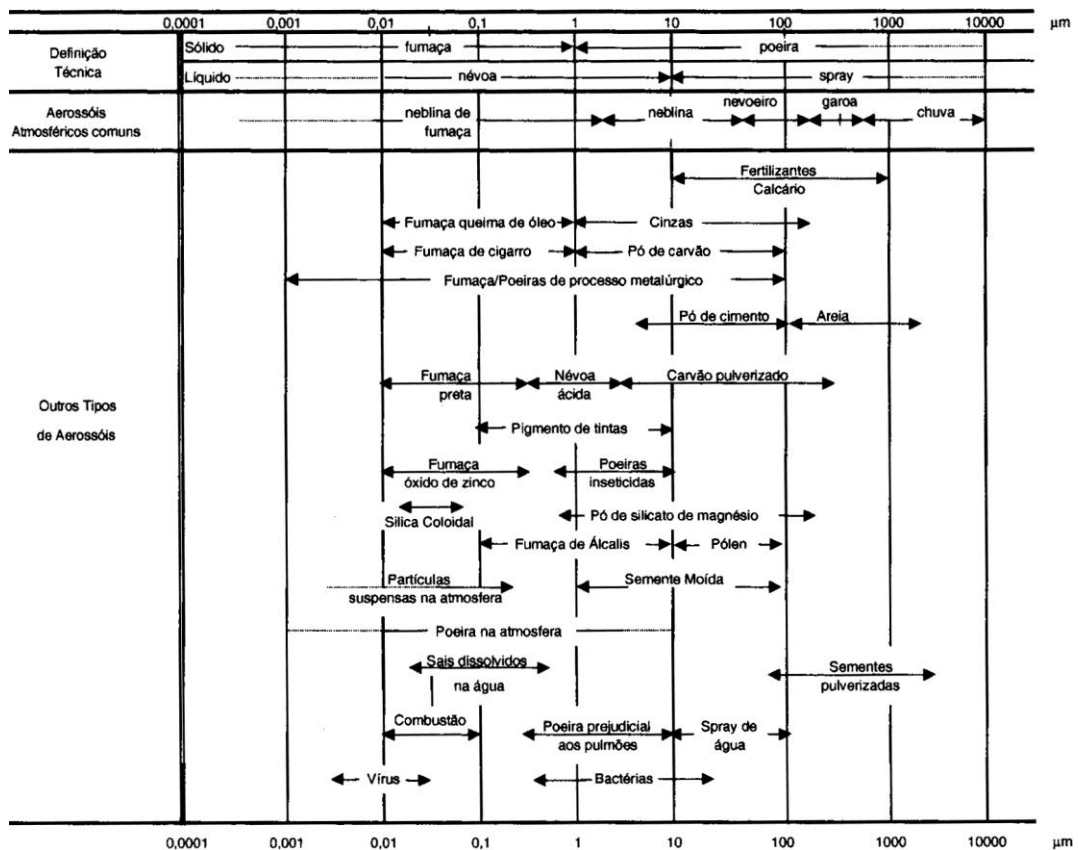 0,0001 0,001 0,01 0,1 1 10 100 1000 10000 µm
Definição
Técnica
Sólido fumaça poeira
Líquido névoa spray
Aerossóis
Atmosféricos comuns
neblina de
fumaça
neblina
nevoeiro
garoa
chuva
Outros Tipos
de Aerossóis
Fertilizantes
Calcário
Fumaça queima de óleo Cinzas
Fumaça de cigarro Pó de carvão
Fumaça/Poeiras de processo metalúrgico
Pó de cimento Areia
Fumaça
preta
Névoa
ácida
Carvão pulverizado
Pigmento de tintas
Fumaça
óxido de zinco
Poeiras
inseticidas
Silica Coloidal
Pó de silicato de magnésio
Fumaça de Álcalis Pólen
Partículas
suspensas na atmosfera
Semente Moída
Poeira na atmosfera
Sais dissolvidos
na água
Sementes
pulverizadas
Combustão
Poeira prejudicial
aos pulmões
Spray de
água
Vírus Bactérias
0,0001 0,001 0,01 0,1 1 10 100 1000 10000 µm